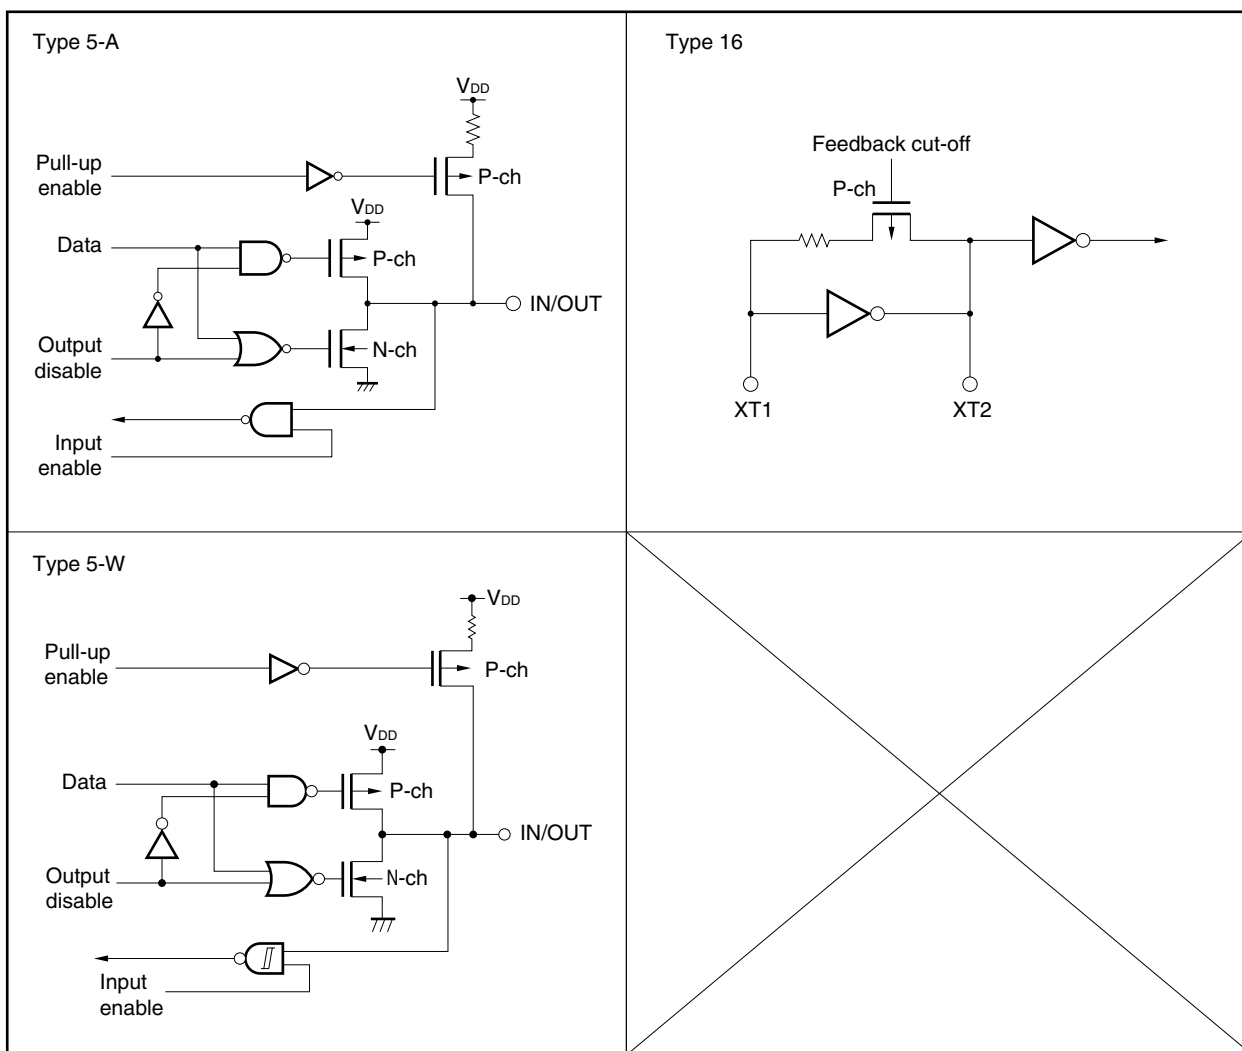 Type 5-A
VDD
Pull-up
enable
P-ch
VDD
Data
P-ch
IN/OUT
Output
disable
N-ch
Input
enable
Type 16
Feedback cut-off
P-ch
XT1
XT2
Type 5-W
VDD
Pull-up
enable
P-ch
VDD
Data
P-ch
IN/OUT
Output
disable
N-ch
Input
enable